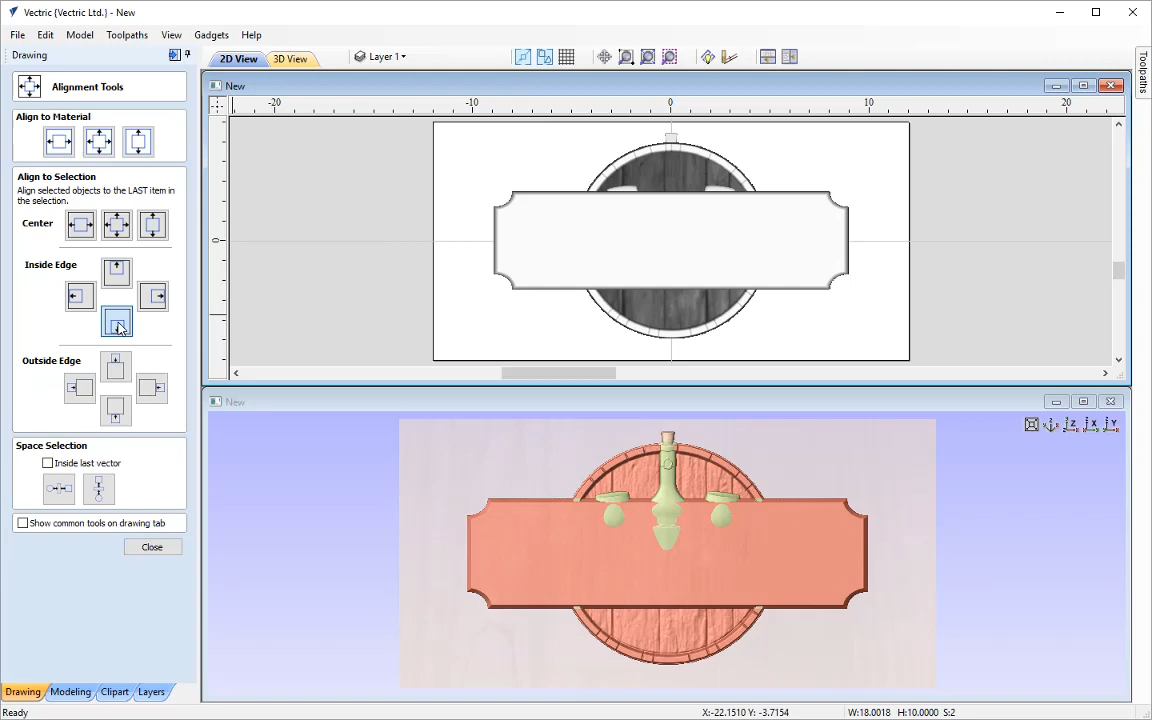 Vectric {Vectric Ltd.} - New
File Edit Model Toolpaths View Gadgets Help
Drawing
2D View 3D View Layer 1
Alignment Tools
Toolpaths
New
-20 -10 0 10 20
0
Align to Material
Align to Selection
Align selected objects to the LAST item in
the selection.
Center
Inside Edge
Outside Edge
New
Z X Y
Space Selection
Inside last vector
Show common tools on drawing tab
Close
Drawing Modeling Clipart Layers
Ready X:-22.1510 Y: -3.7154 W:18.0018 H:10.0000 S:2